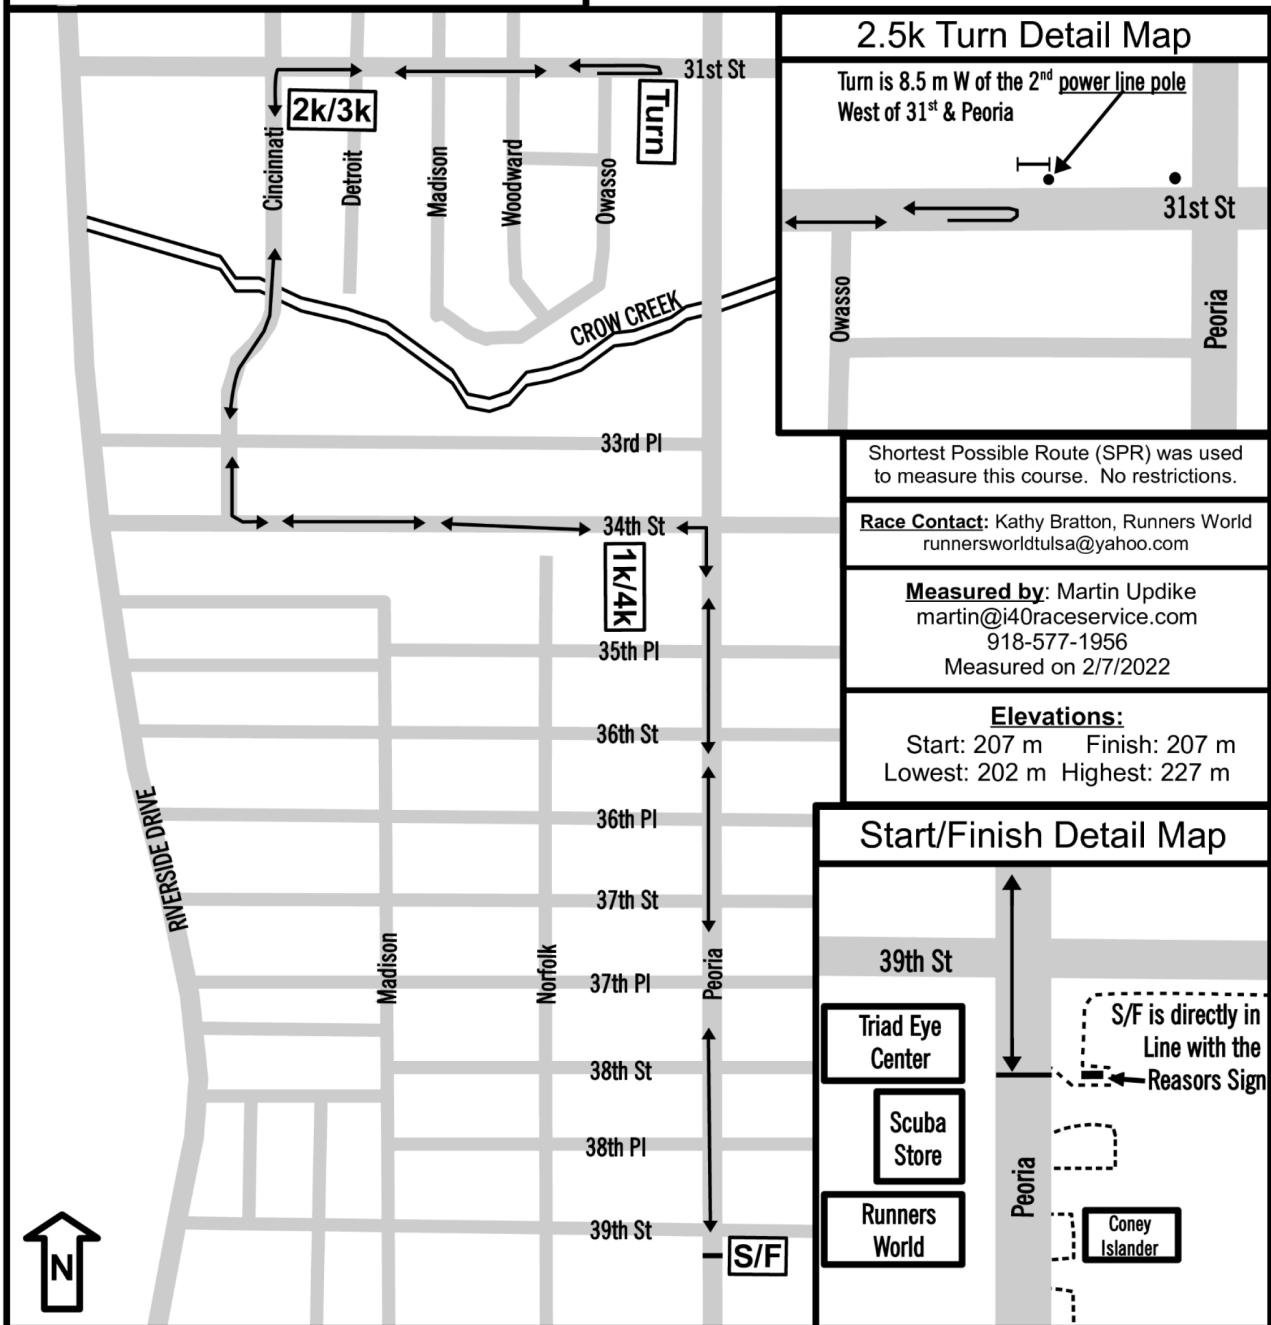 31st St
2k/3k
Turn
Cincinnati
Detroit
Madison
Woodward
Owasso
CROW CREEK
33rd Pl
34th St
1k/4k
35th Pl
36th St
36th Pl
37th St
37th Pl
38th St
38th Pl
39th St
RIVERSIDE DRIVE
Madison
Norfolk
Peoria
S/F
N
2.5k Turn Detail Map
Turn is 8.5 m W of the 2nd power line pole
West of 31st & Peoria
31st St
Owasso
Peoria
Shortest Possible Route (SPR) was used
to measure this course. No restrictions.
Race Contact: Kathy Bratton, Runners World
runnersworldtulsa@yahoo.com
Measured by: Martin Updike
martin@i40raceservice.com
918-577-1956
Measured on 2/7/2022
Elevations:
Start: 207 m Finish: 207 m
Lowest: 202 m Highest: 227 m
Start/Finish Detail Map
39th St
Triad Eye
Center
Scuba
Store
Runners
World
Peoria
S/F is directly in
Line with the
Reasors Sign
Coney
Islander